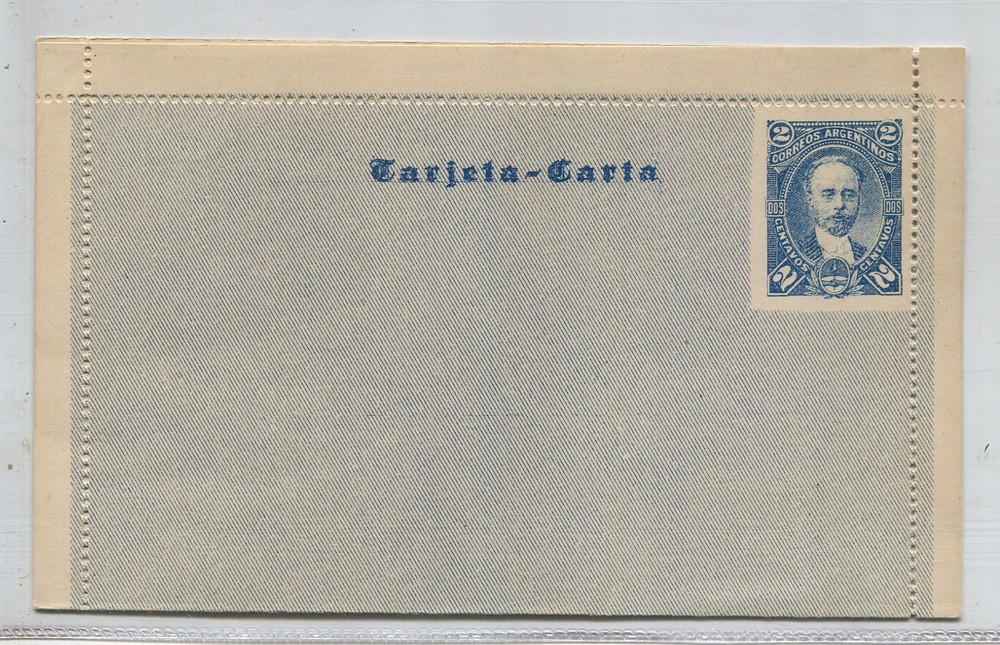 Tarjeta-Carta
2 2
CORREOS ARGENTINOS
DOS DOS
CENTAVOS CENTAVOS
2 2